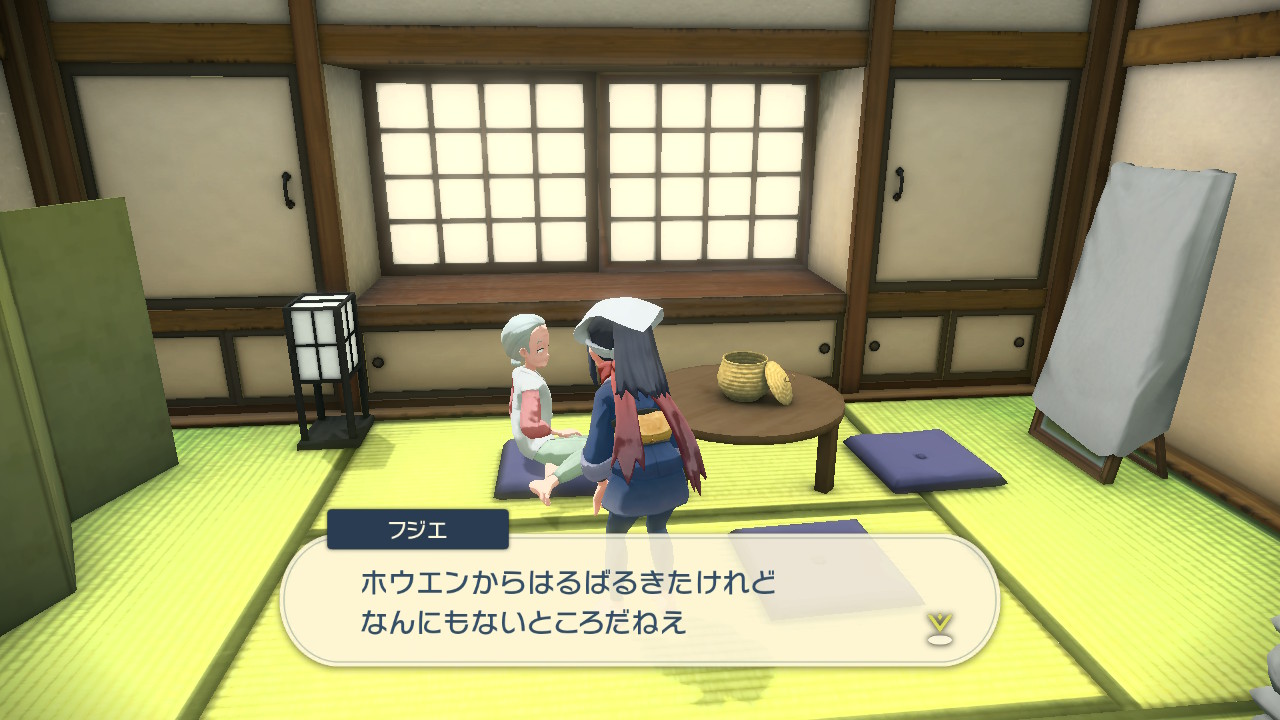 フジエ
ホウエンからはるばるきたけれど
なんにもないところだねえ